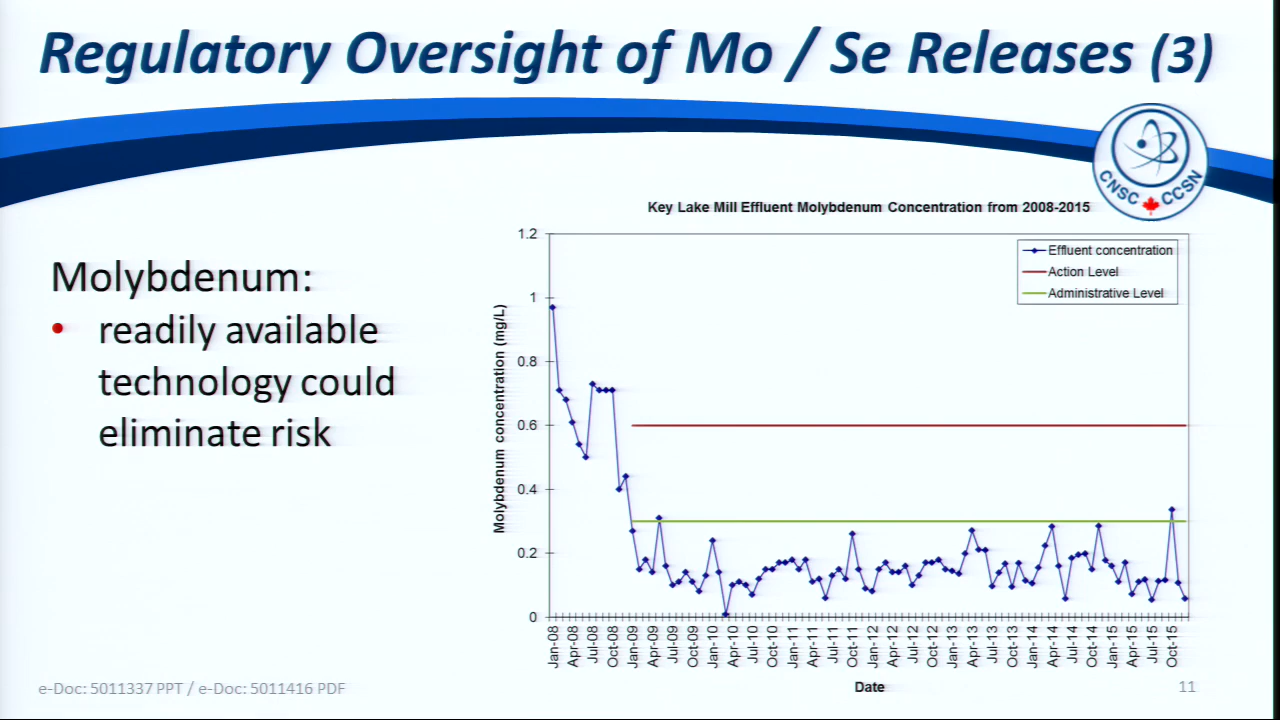 Regulatory Oversight of Mo / Se Releases (3)
CNSC CCSN
Molybdenum:
• readily available
technology could
eliminate risk
Key Lake Mill Effluent Molybdenum Concentration from 2008-2015
Effluent concentration
Action Level
Administrative Level
Molybdenum concentration (mg/L)
1.2
1
0.8
0.6
0.4
0.2
0
Jan-08
Apr-08
Jul-08
Oct-08
Jan-09
Apr-09
Jul-09
Oct-09
Jan-10
Apr-10
Jul-10
Oct-10
Jan-11
Apr-11
Jul-11
Oct-11
Jan-12
Apr-12
Jul-12
Oct-12
Jan-13
Apr-13
Jul-13
Oct-13
Jan-14
Apr-14
Jul-14
Oct-14
Jan-15
Apr-15
Jul-15
Oct-15
Date
e-Doc: 5011337 PPT / e-Doc: 5011416 PDF
11